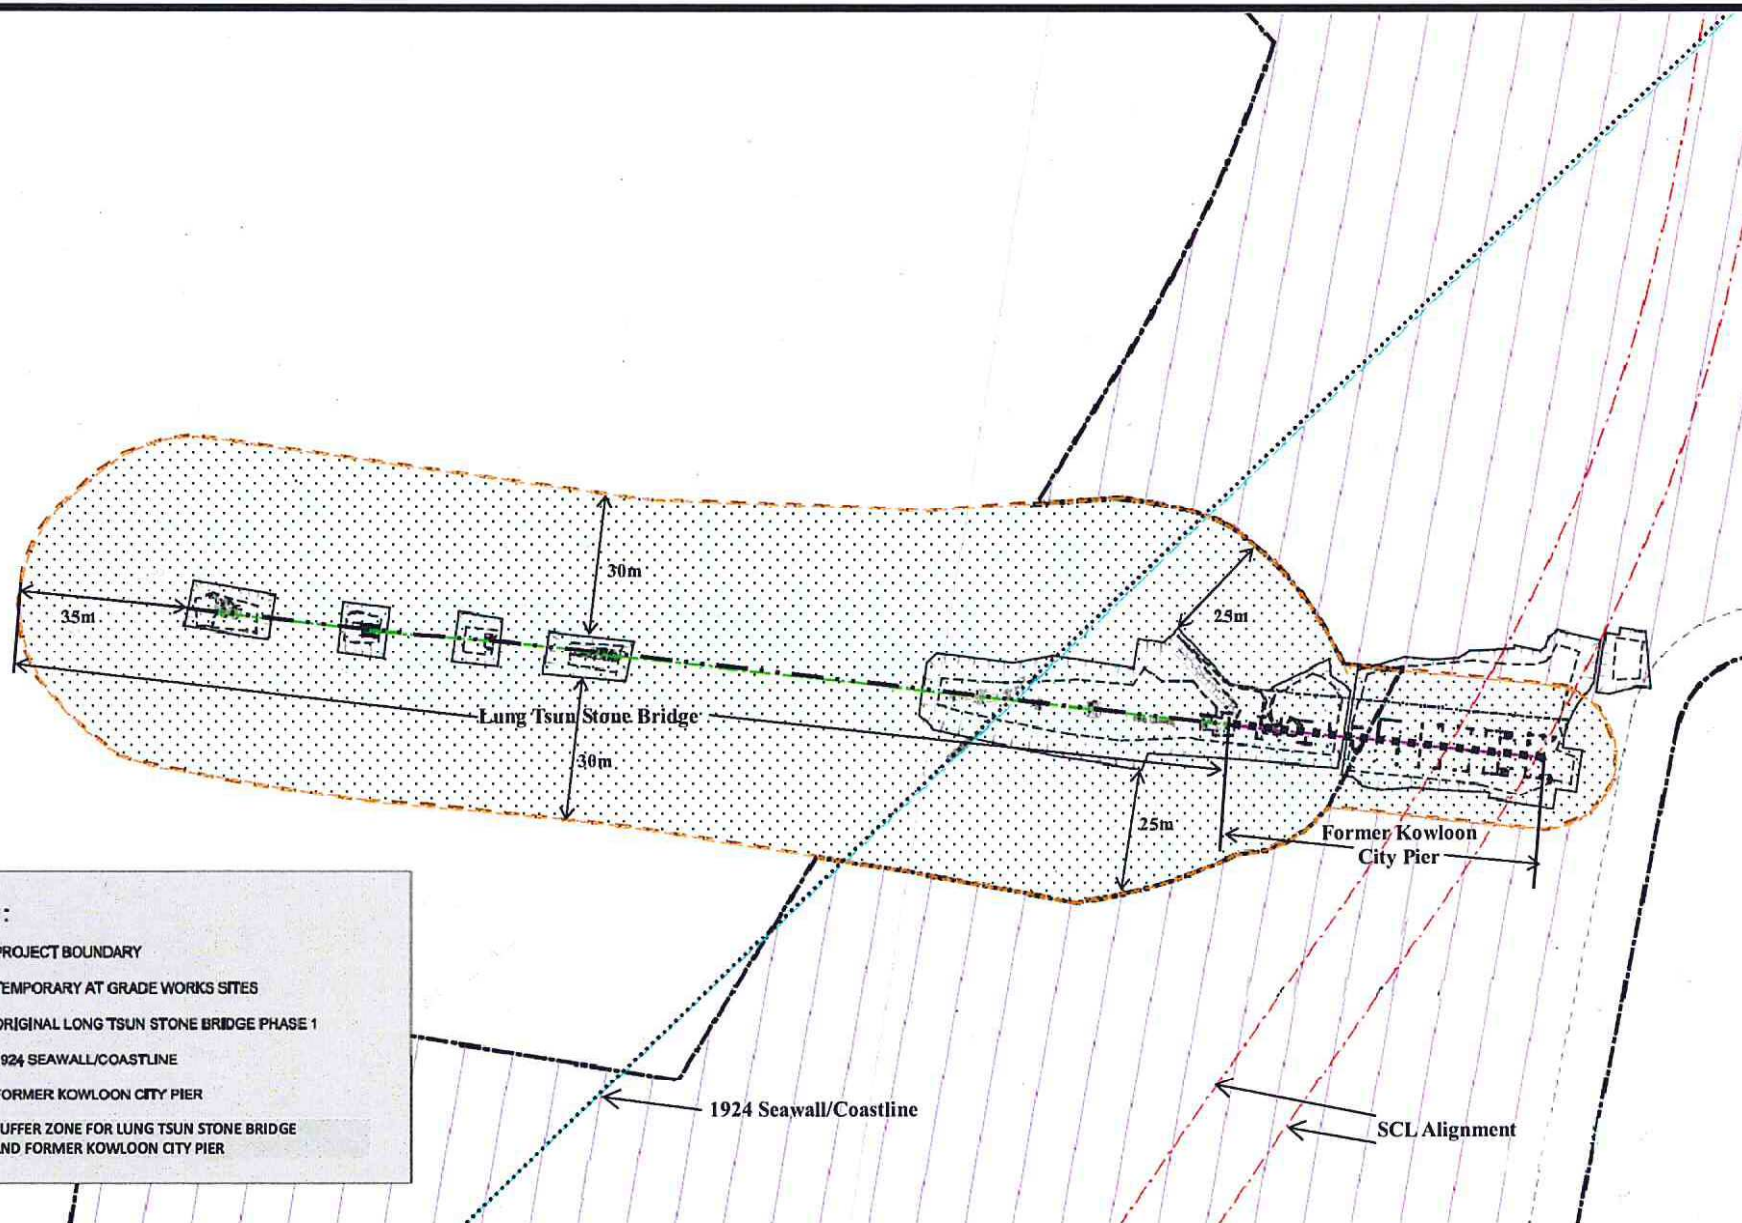 30m
35m
25m
Lung Tsun Stone Bridge
30m
25m
Former Kowloon
City Pier
:
PROJECT BOUNDARY
TEMPORARY AT GRADE WORKS SITES
ORIGINAL LONG TSUN STONE BRIDGE PHASE 1
924 SEAWALL/COASTLINE
FORMER KOWLOON CITY PIER
UFFER ZONE FOR LUNG TSUN STONE BRIDGE
ND FORMER KOWLOON CITY PIER
1924 Seawall/Coastline
SCL Alignment